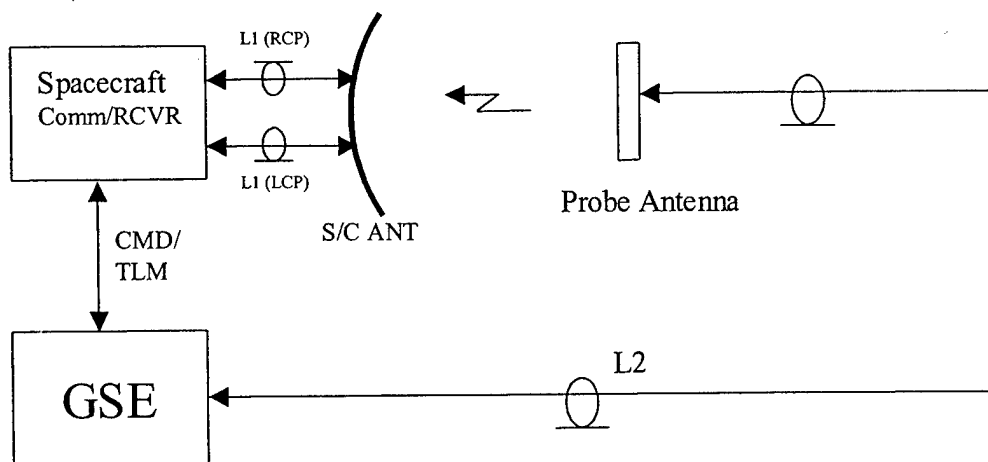 L1 (RCP)
Spacecraft
Comm/RCVR
L1 (LCP)
Probe Antenna
S/C ANT
CMD/
TLM
L2
GSE